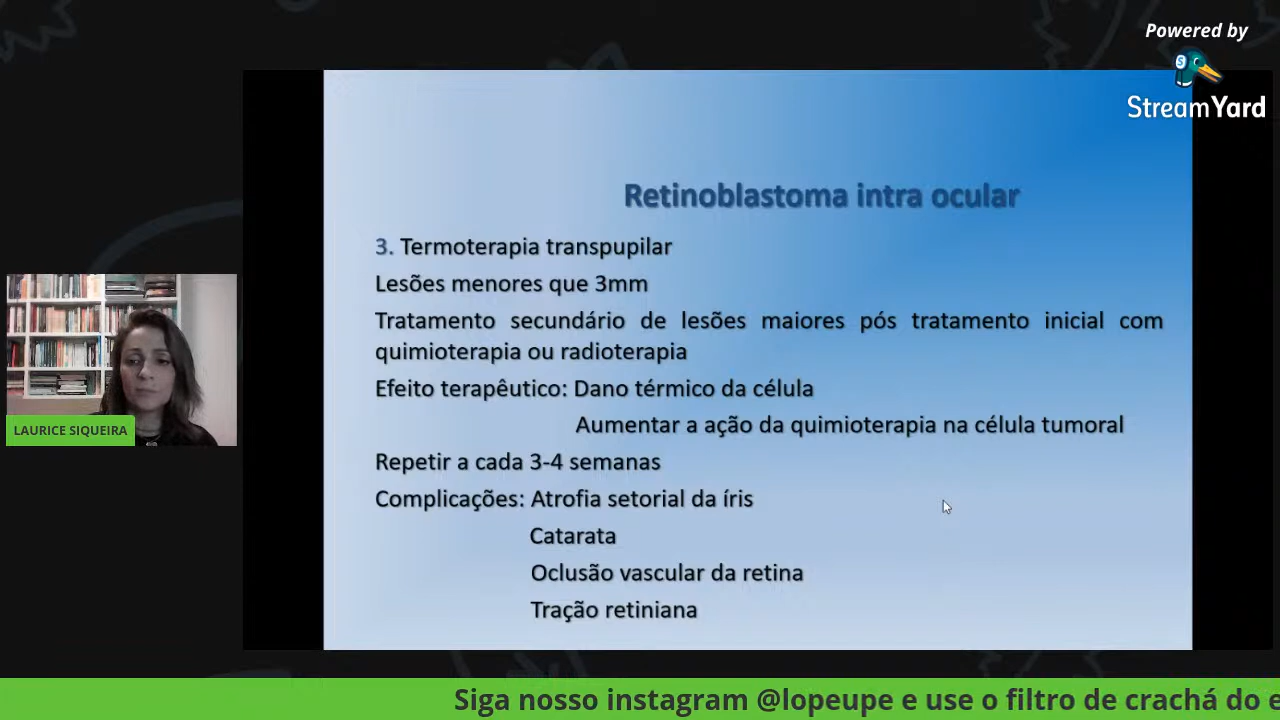 Powered by
StreamYard
Retinoblastoma intra ocular
3. Termoterapia transpupilar
Lesões menores que 3mm
Tratamento secundário de lesões maiores pós tratamento inicial com
quimioterapia ou radioterapia
Efeito terapêutico: Dano térmico da célula
Aumentar a ação da quimioterapia na célula tumoral
Repetir a cada 3-4 semanas
Complicações: Atrofia setorial da íris
Catarata
Oclusão vascular da retina
Tração retiniana
LAURICE SIQUEIRA
Siga nosso instagram @lopeupe e use o filtro de crachá do